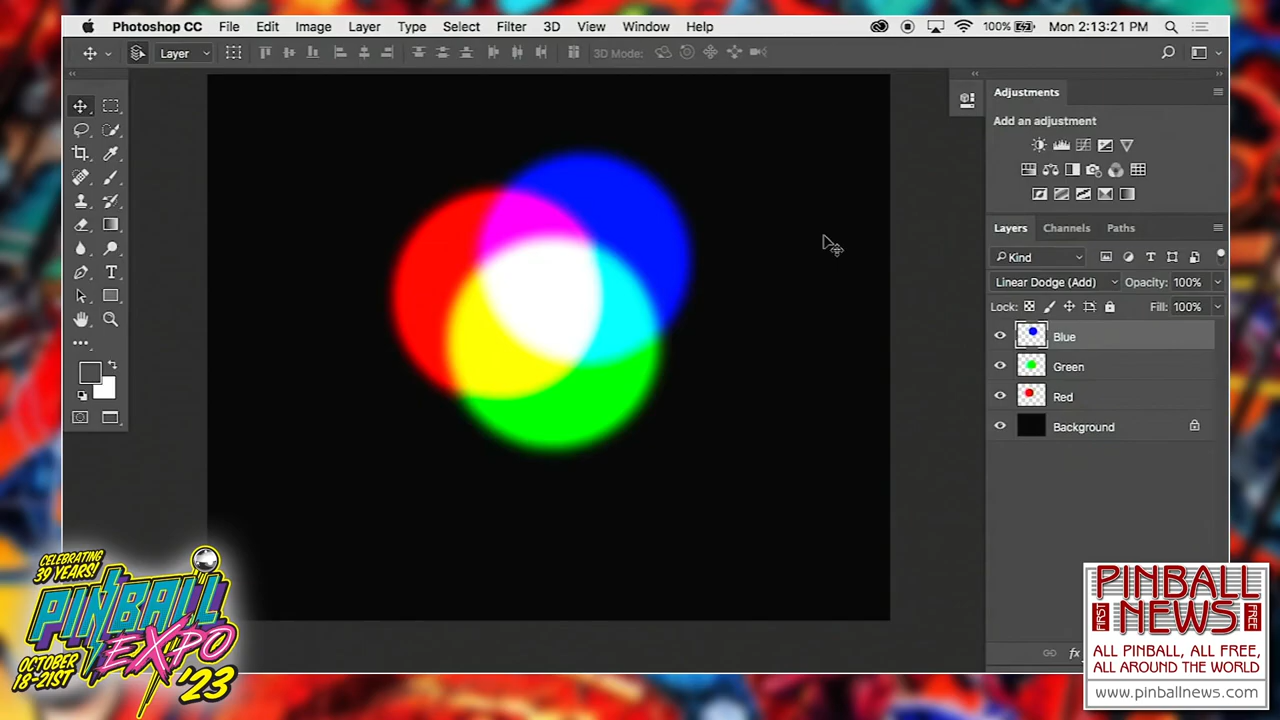 Photoshop CC File Edit Image Layer Type Select Filter 3D View Window Help 100% Mon 2:13:21 PM
Layer 3D Mode:
Adjustments
Add an adjustment
Layers Channels Paths
Kind
Linear Dodge (Add) Opacity: 100%
Lock: Fill: 100%
Blue
Green
Red
Background
fx
CELEBRATING
39 YEARS!
PINBALL
EXPO
OCTOBER
18-21ST
'23
PINBALL
FIRST NEWS FREE
ALL PINBALL, ALL FREE,
ALL AROUND THE WORLD
www.pinballnews.com